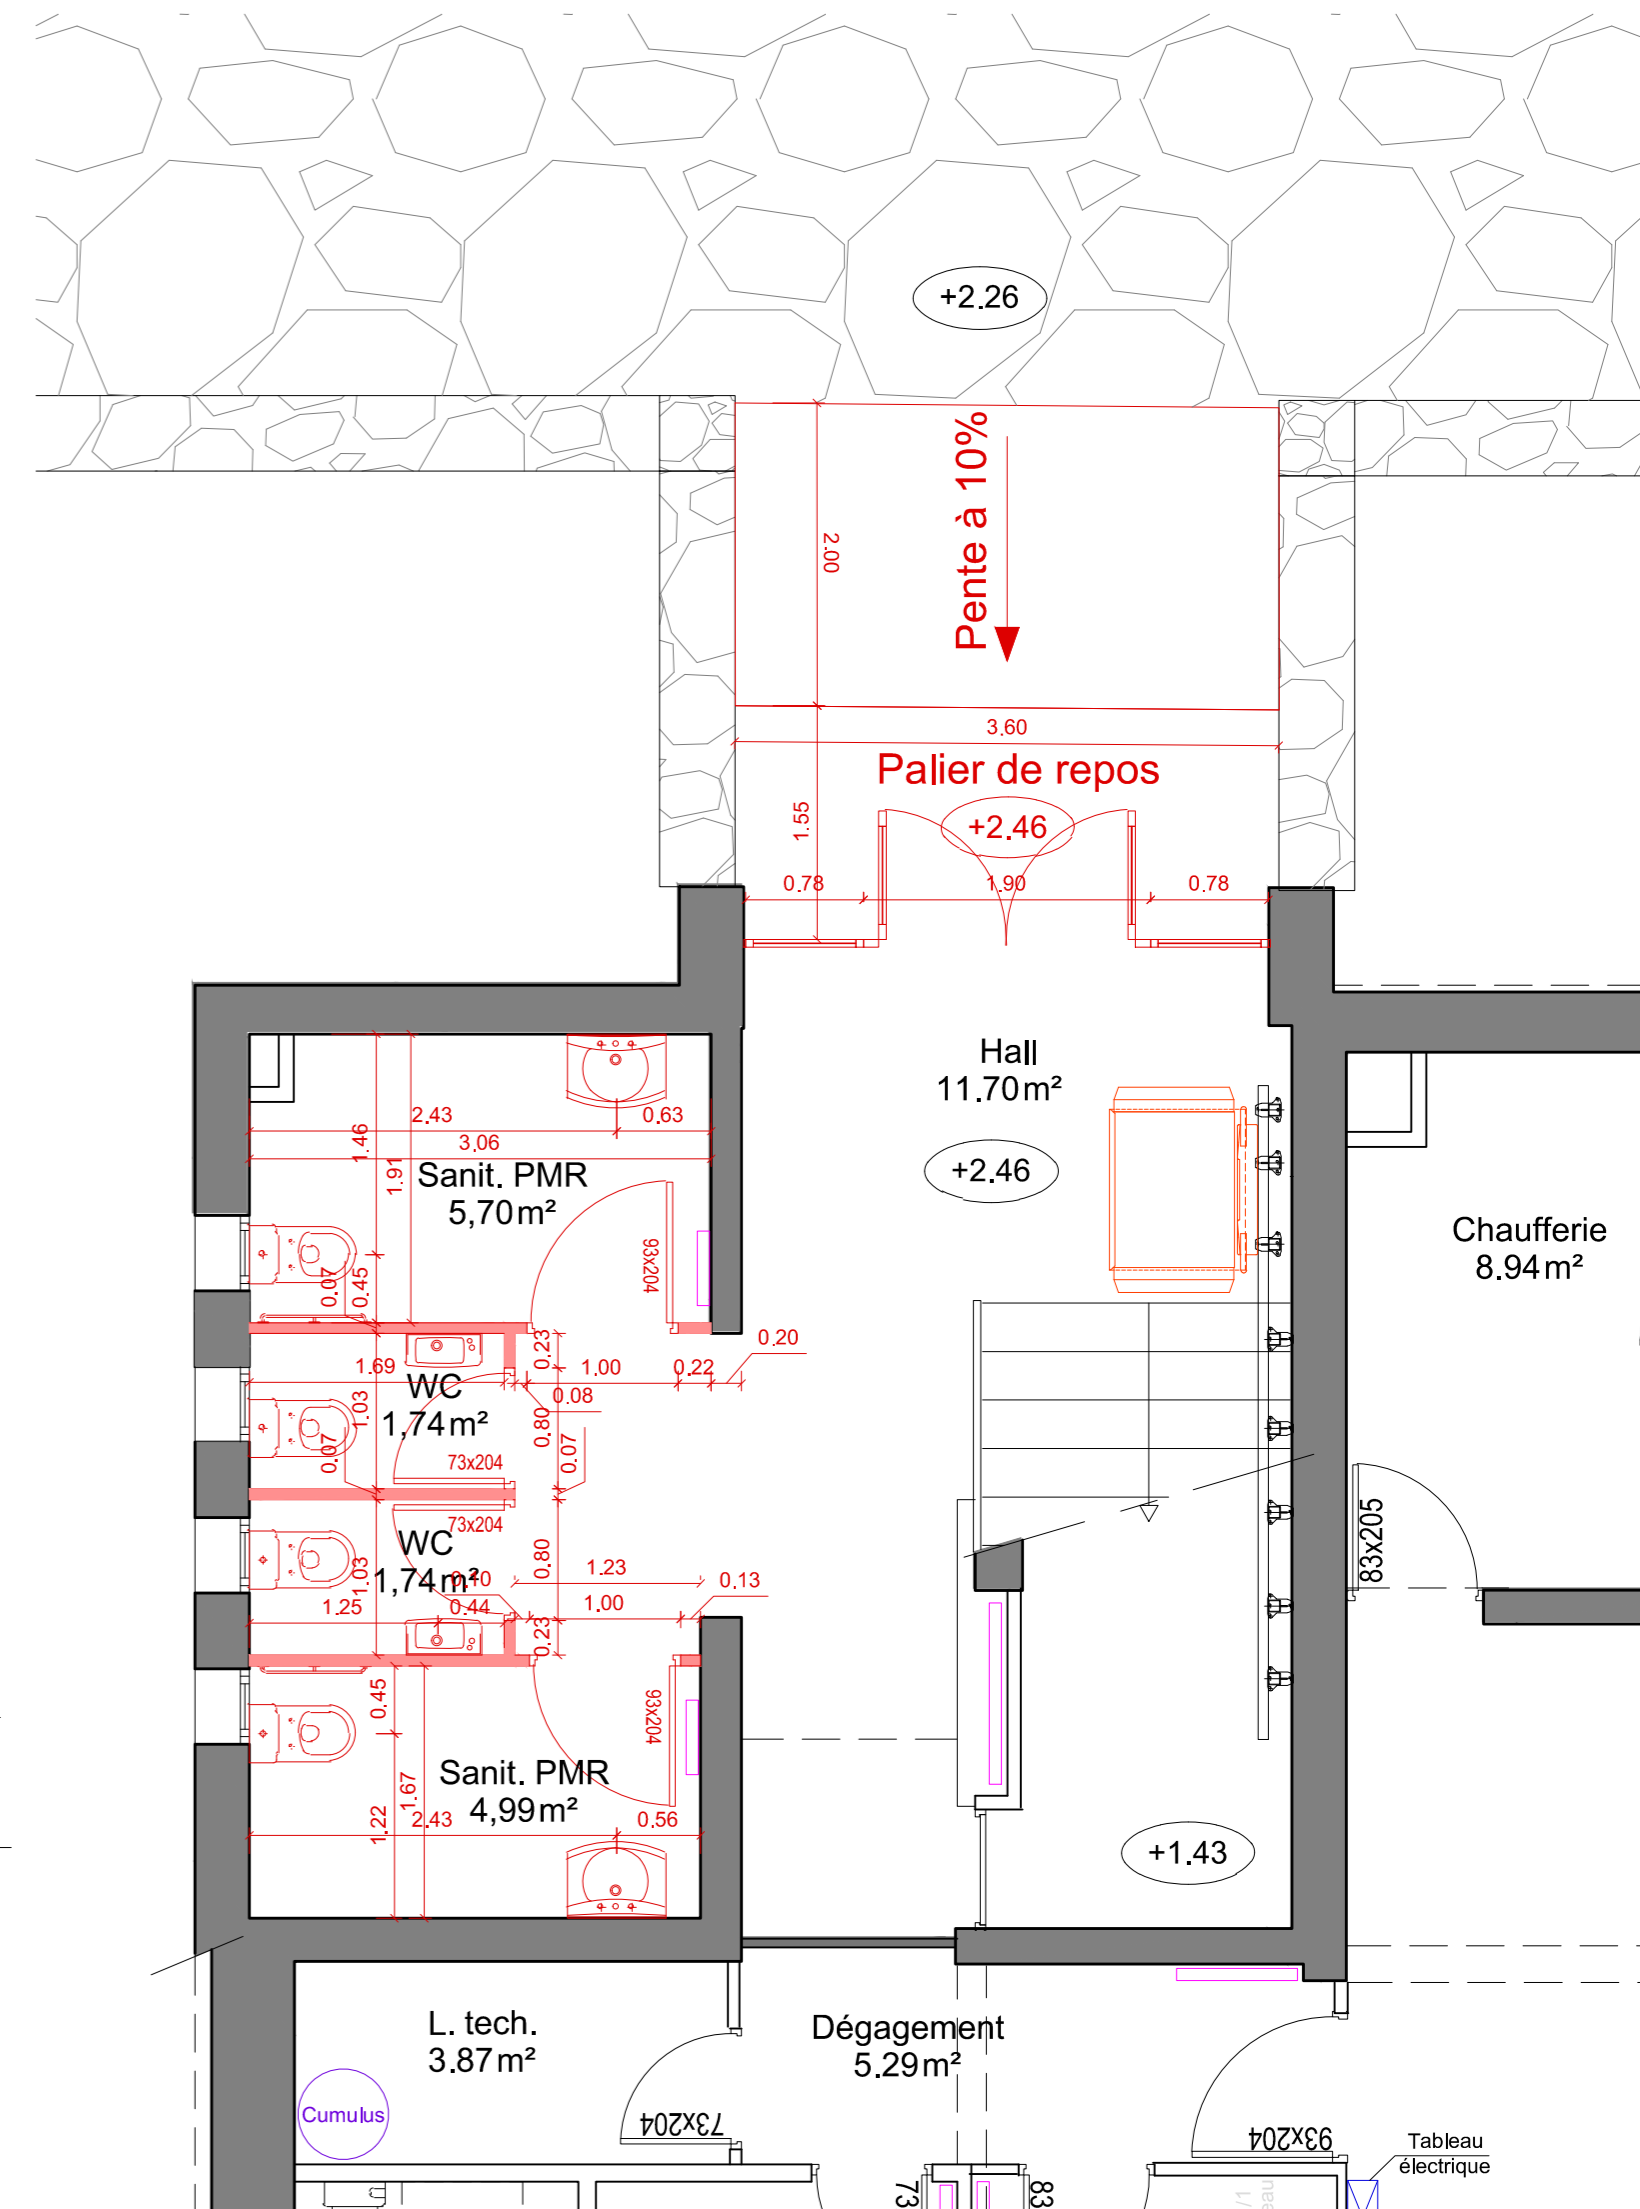 +2.26
Pente à 10%
2.00
3.60
Palier de repos
+2.46
1.55
0.78
1.90
0.78
Hall
11.70m²
+2.46
2.43
0.63
1.46
3.06
1.91
Sanit. PMR
5,70m²
93x204
0.07
0.45
Chaufferie
8.94m²
0.20
0.23
1.69
1.00
0.22
WC
1,74m²
0.08
1.03
0.80
0.07
0.07
73x204
73x204
WC
1,74m²
1.03
0.80
0.10
1.23
0.13
1.25
0.44
1.00
0.23
83x205
0.45
93x204
Sanit. PMR
4,99m²
1.67
1.22
2.43
0.56
+1.43
L. tech.
3.87m²
Dégagement
5.29m²
Cumulus
73x204
93x204
Tableau
électrique
73
83
/1
eau